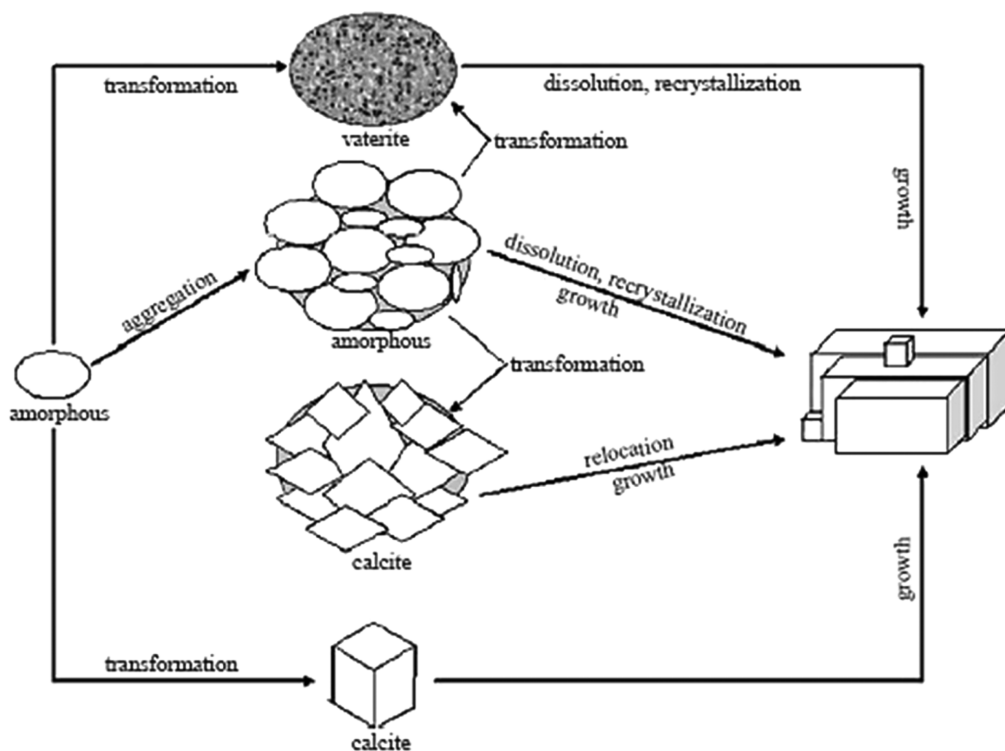 transformation
dissolution, recrystallization
vaterite
transformation
growth
aggregation
dissolution, recrystallization
growth
amorphous
transformation
amorphous
relocation
growth
calcite
growth
transformation
calcite